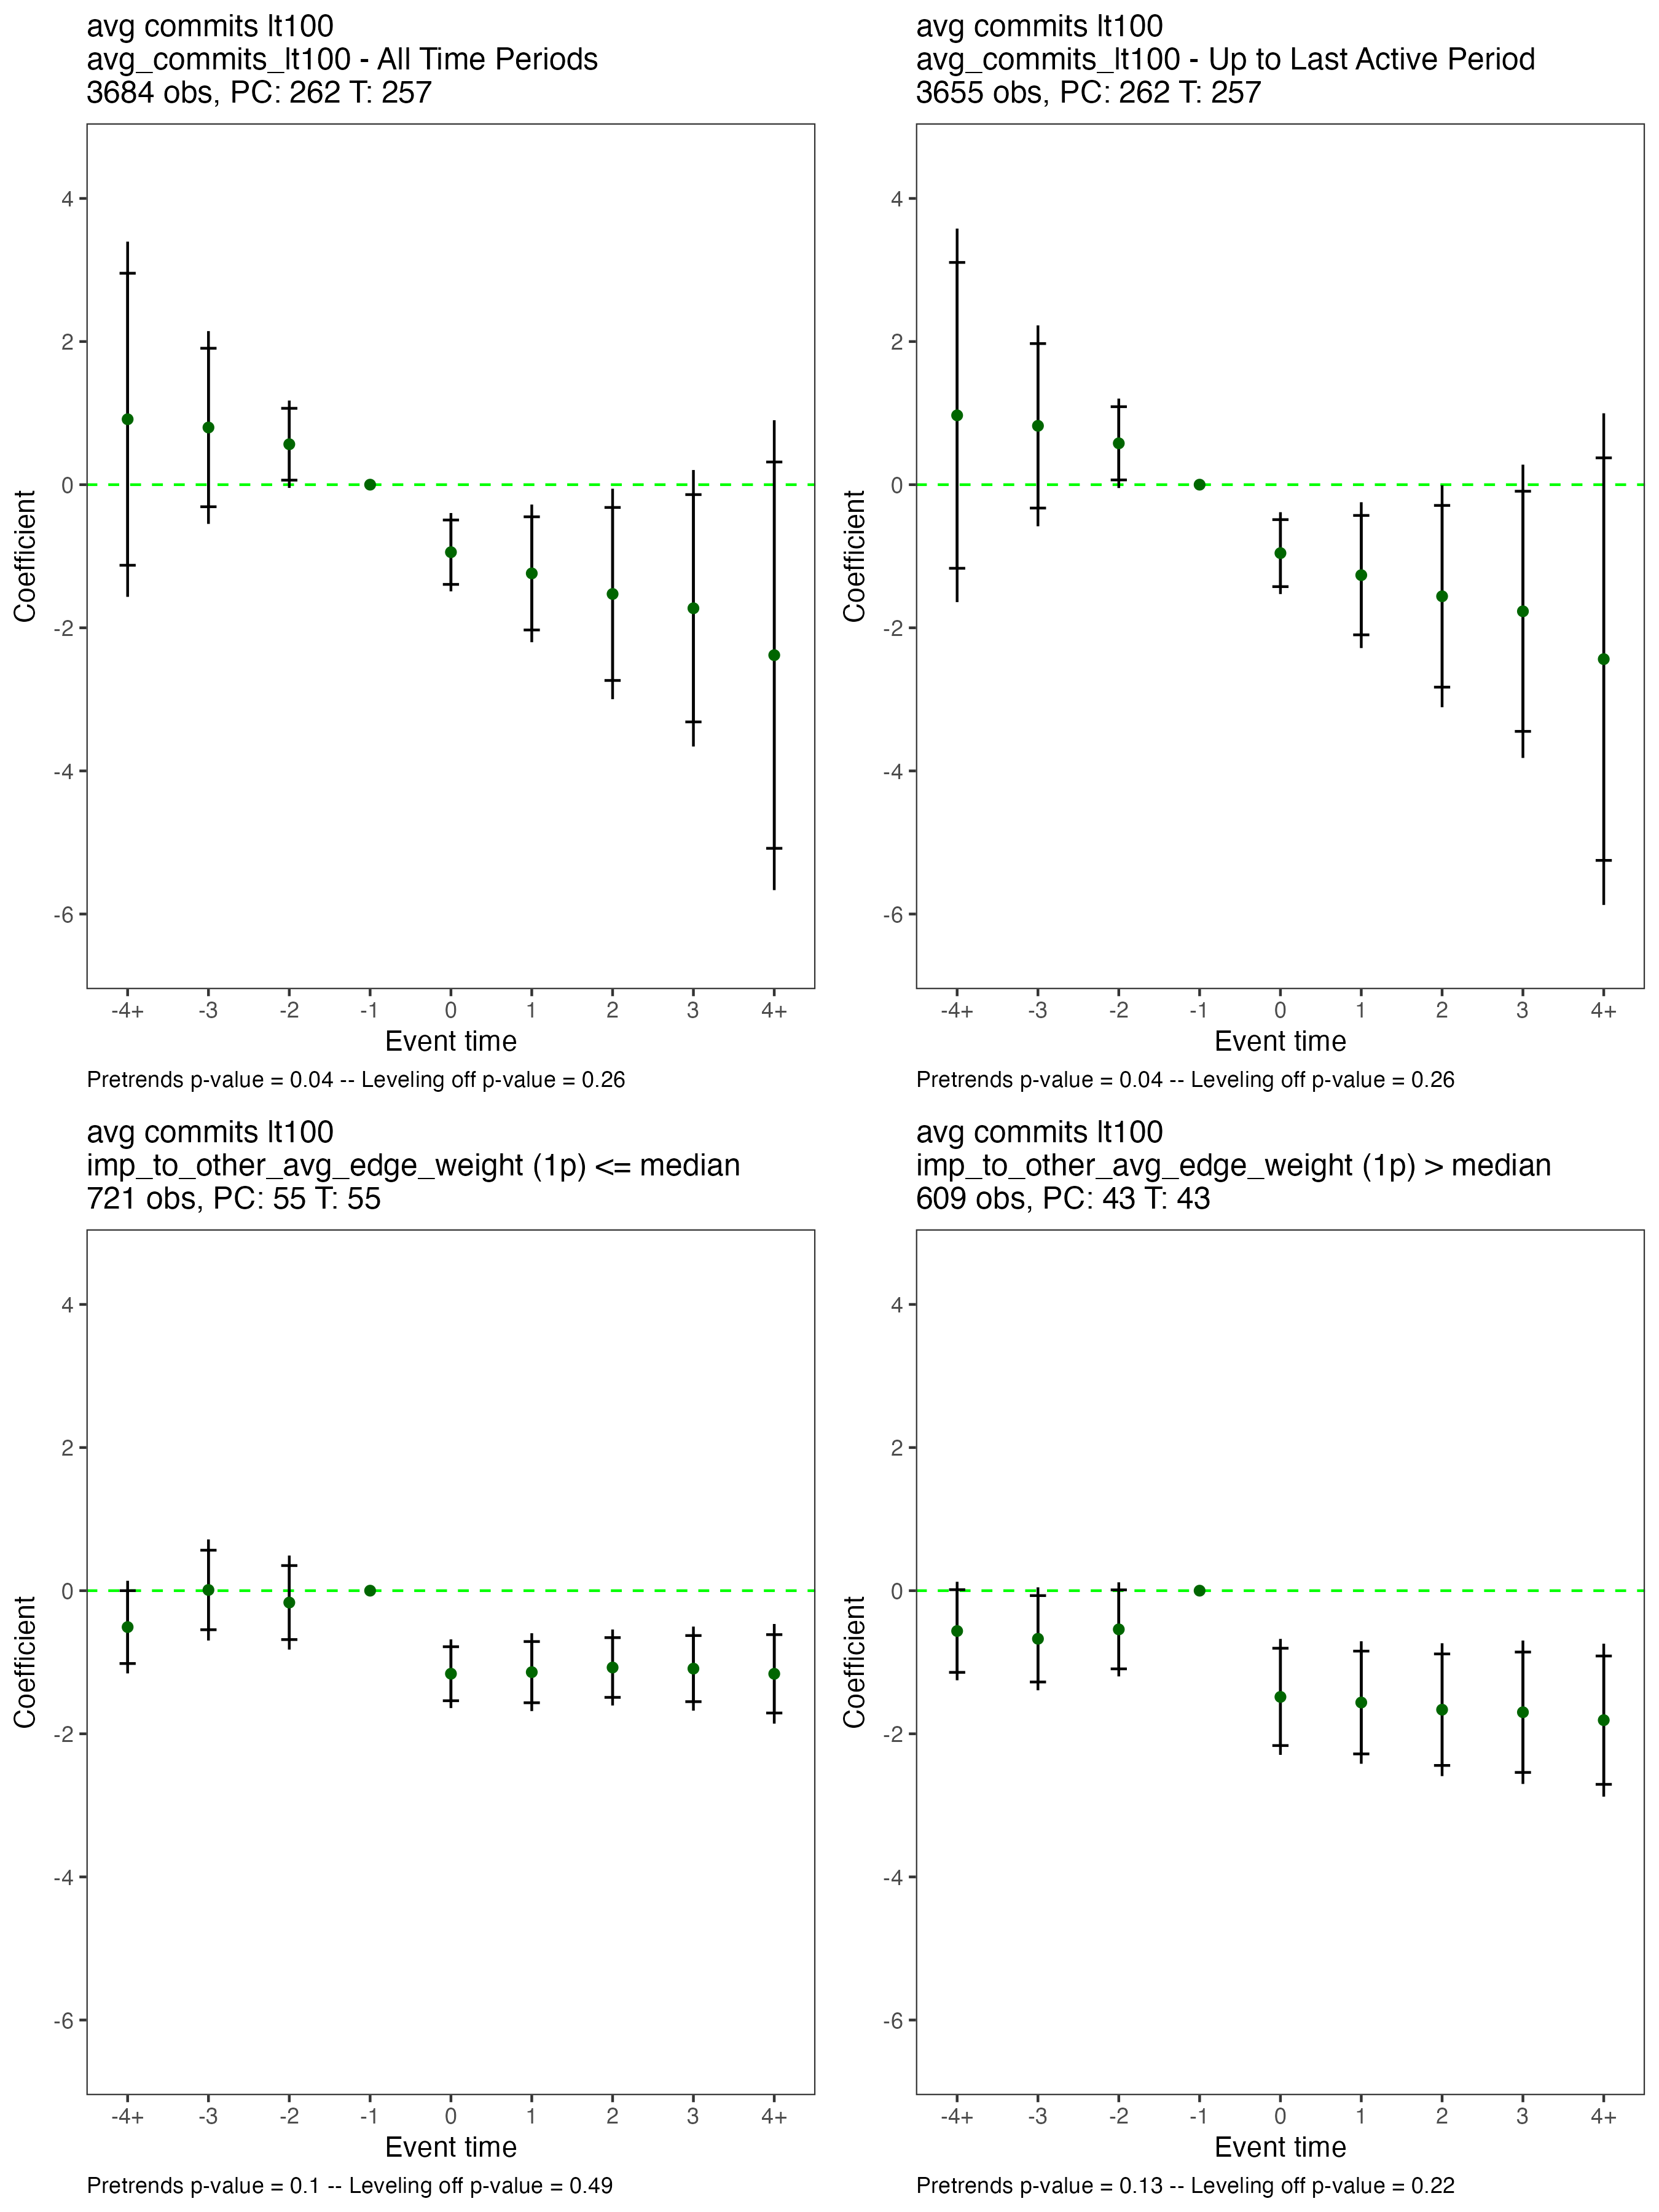 avg commits lt100
avg_commits_lt100 - All Time Periods
3684 obs, PC: 262 T: 257
4
2
0
-2
-4
-6
Coefficient
-4+ -3 -2 -1 0 1 2 3 4+
Event time
Pretrends p-value = 0.04 -- Leveling off p-value = 0.26
avg commits lt100
avg_commits_lt100 - Up to Last Active Period
3655 obs, PC: 262 T: 257
4
2
0
-2
-4
-6
Coefficient
-4+ -3 -2 -1 0 1 2 3 4+
Event time
Pretrends p-value = 0.04 -- Leveling off p-value = 0.26
avg commits lt100
imp_to_other_avg_edge_weight (1p) <= median
721 obs, PC: 55 T: 55
4
2
0
-2
-4
-6
Coefficient
-4+ -3 -2 -1 0 1 2 3 4+
Event time
Pretrends p-value = 0.1 -- Leveling off p-value = 0.49
avg commits lt100
imp_to_other_avg_edge_weight (1p) > median
609 obs, PC: 43 T: 43
4
2
0
-2
-4
-6
Coefficient
-4+ -3 -2 -1 0 1 2 3 4+
Event time
Pretrends p-value = 0.13 -- Leveling off p-value = 0.22